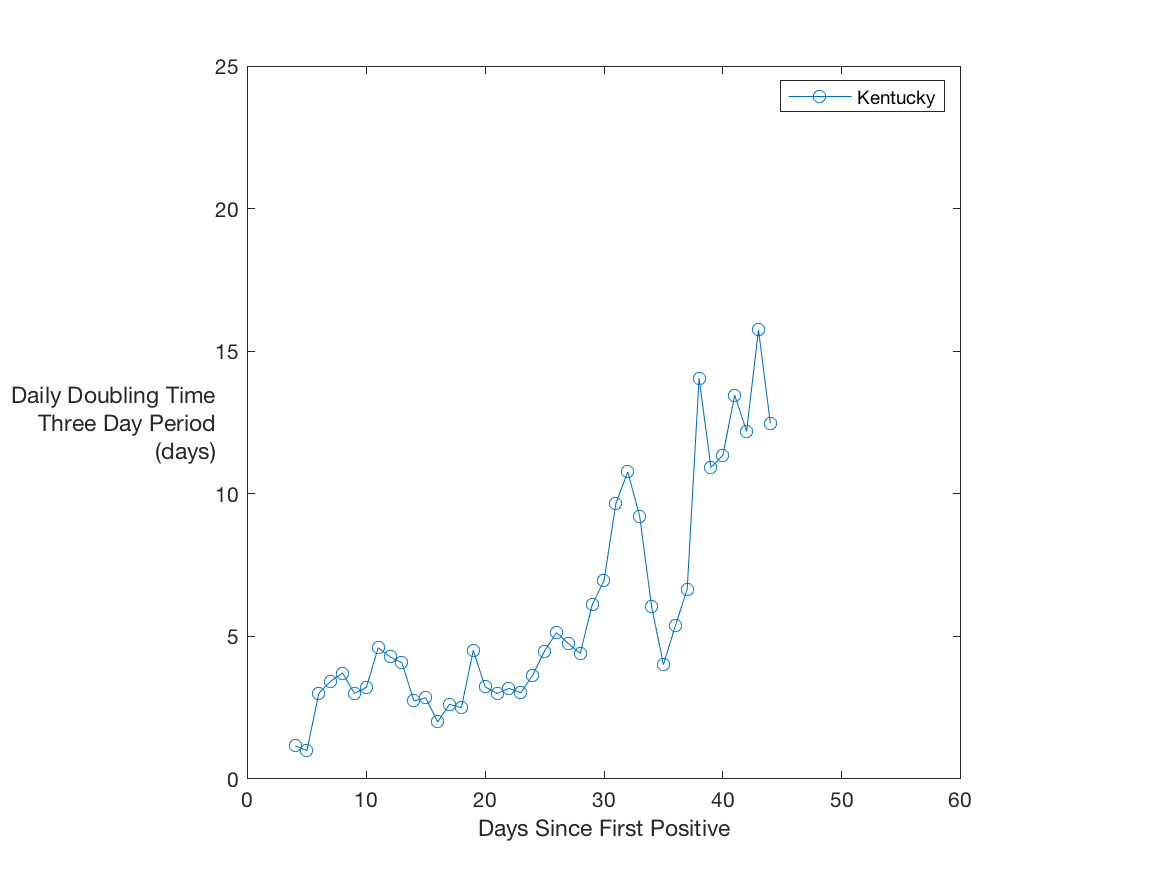 25
Kentucky
20
15
Daily Doubling Time
Three Day Period
(days)
10
5
0
0 10 20 30 40 50 60
Days Since First Positive